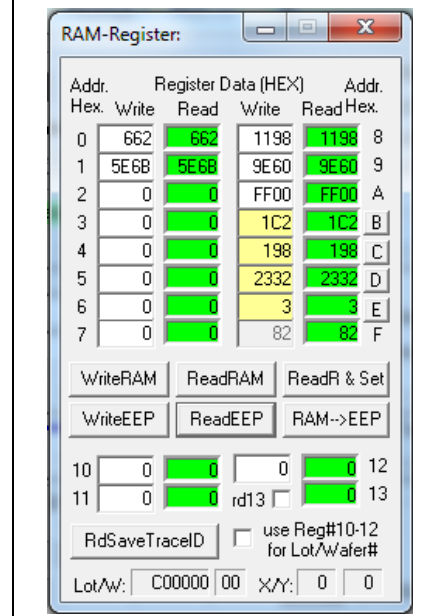 RAM-Register:
Addr. Register Data (HEX) Addr.
Hex. Write Read Write Read Hex.
0 662 662 1198 1198 8
1 5E6B 5E6B 9E60 9E60 9
2 0 0 FF00 FF00 A
3 0 0 1C2 1C2 B
4 0 0 198 198 C
5 0 0 2332 2332 D
6 0 0 3 3 E
7 0 0 82 82 F
WriteRAM ReadRAM ReadR & Set
WriteEEP ReadEEP RAM-->EEP
10 0 0 0 0 12
11 0 0 rd13 0 13
RdSaveTraceID use Reg#10-12
for Lot/Wafer#
Lot/W: C00000 00 X/Y: 0 0